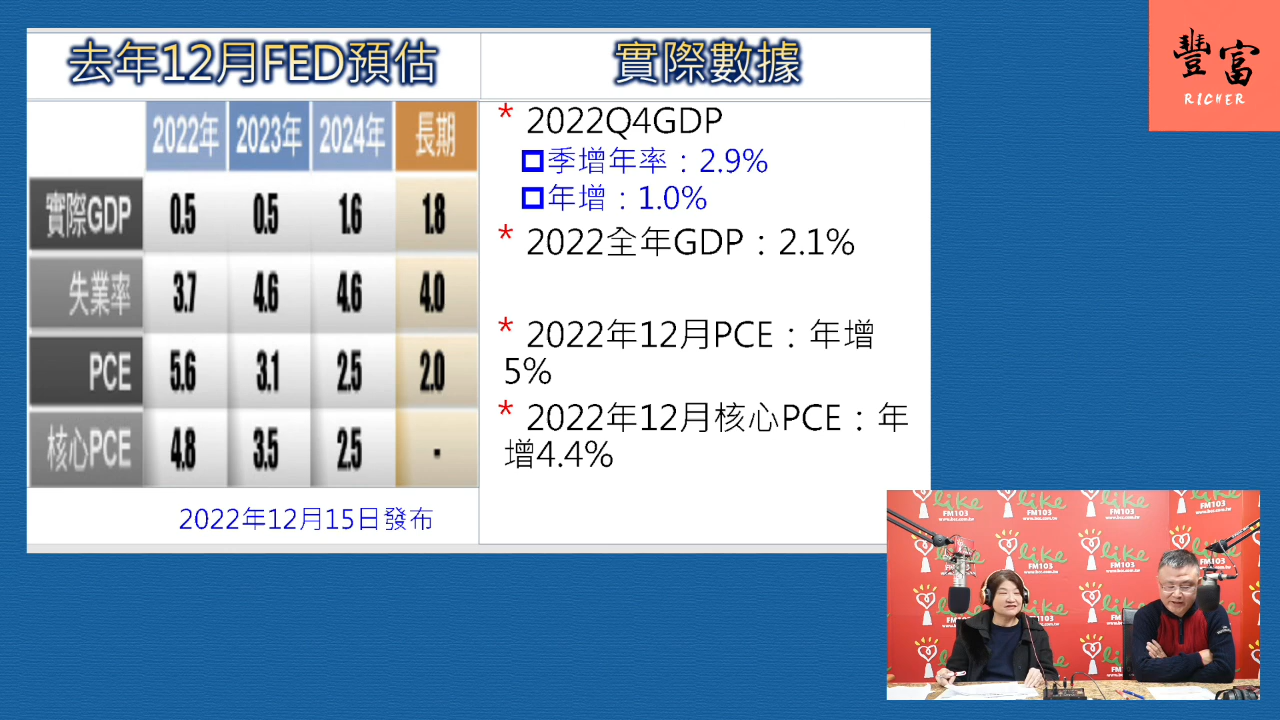 去年12月FED預估
實際數據
2022年 2023年 2024年 長期
實際GDP 0.5 0.5 1.6 1.8
失業率 3.7 4.6 4.6 4.0
PCE 5.6 3.1 2.5 2.0
核心PCE 4.8 3.5 2.5 -
2022年12月15日發布
* 2022Q4GDP
季增年率：2.9%
年增：1.0%
* 2022全年GDP：2.1%
* 2022年12月PCE：年增
5%
* 2022年12月核心PCE：年
增4.4%
豐富
RICHER
like
FM103
www.bcc.com.tw